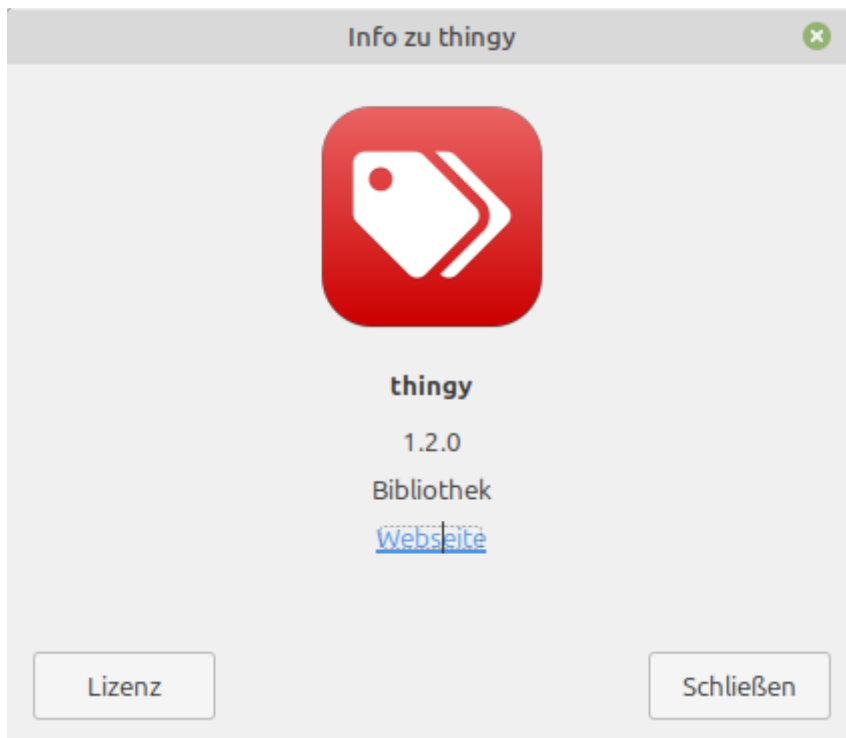 Info zu thingy
thingy
1.2.0
Bibliothek
Webseite
Lizenz
Schließen